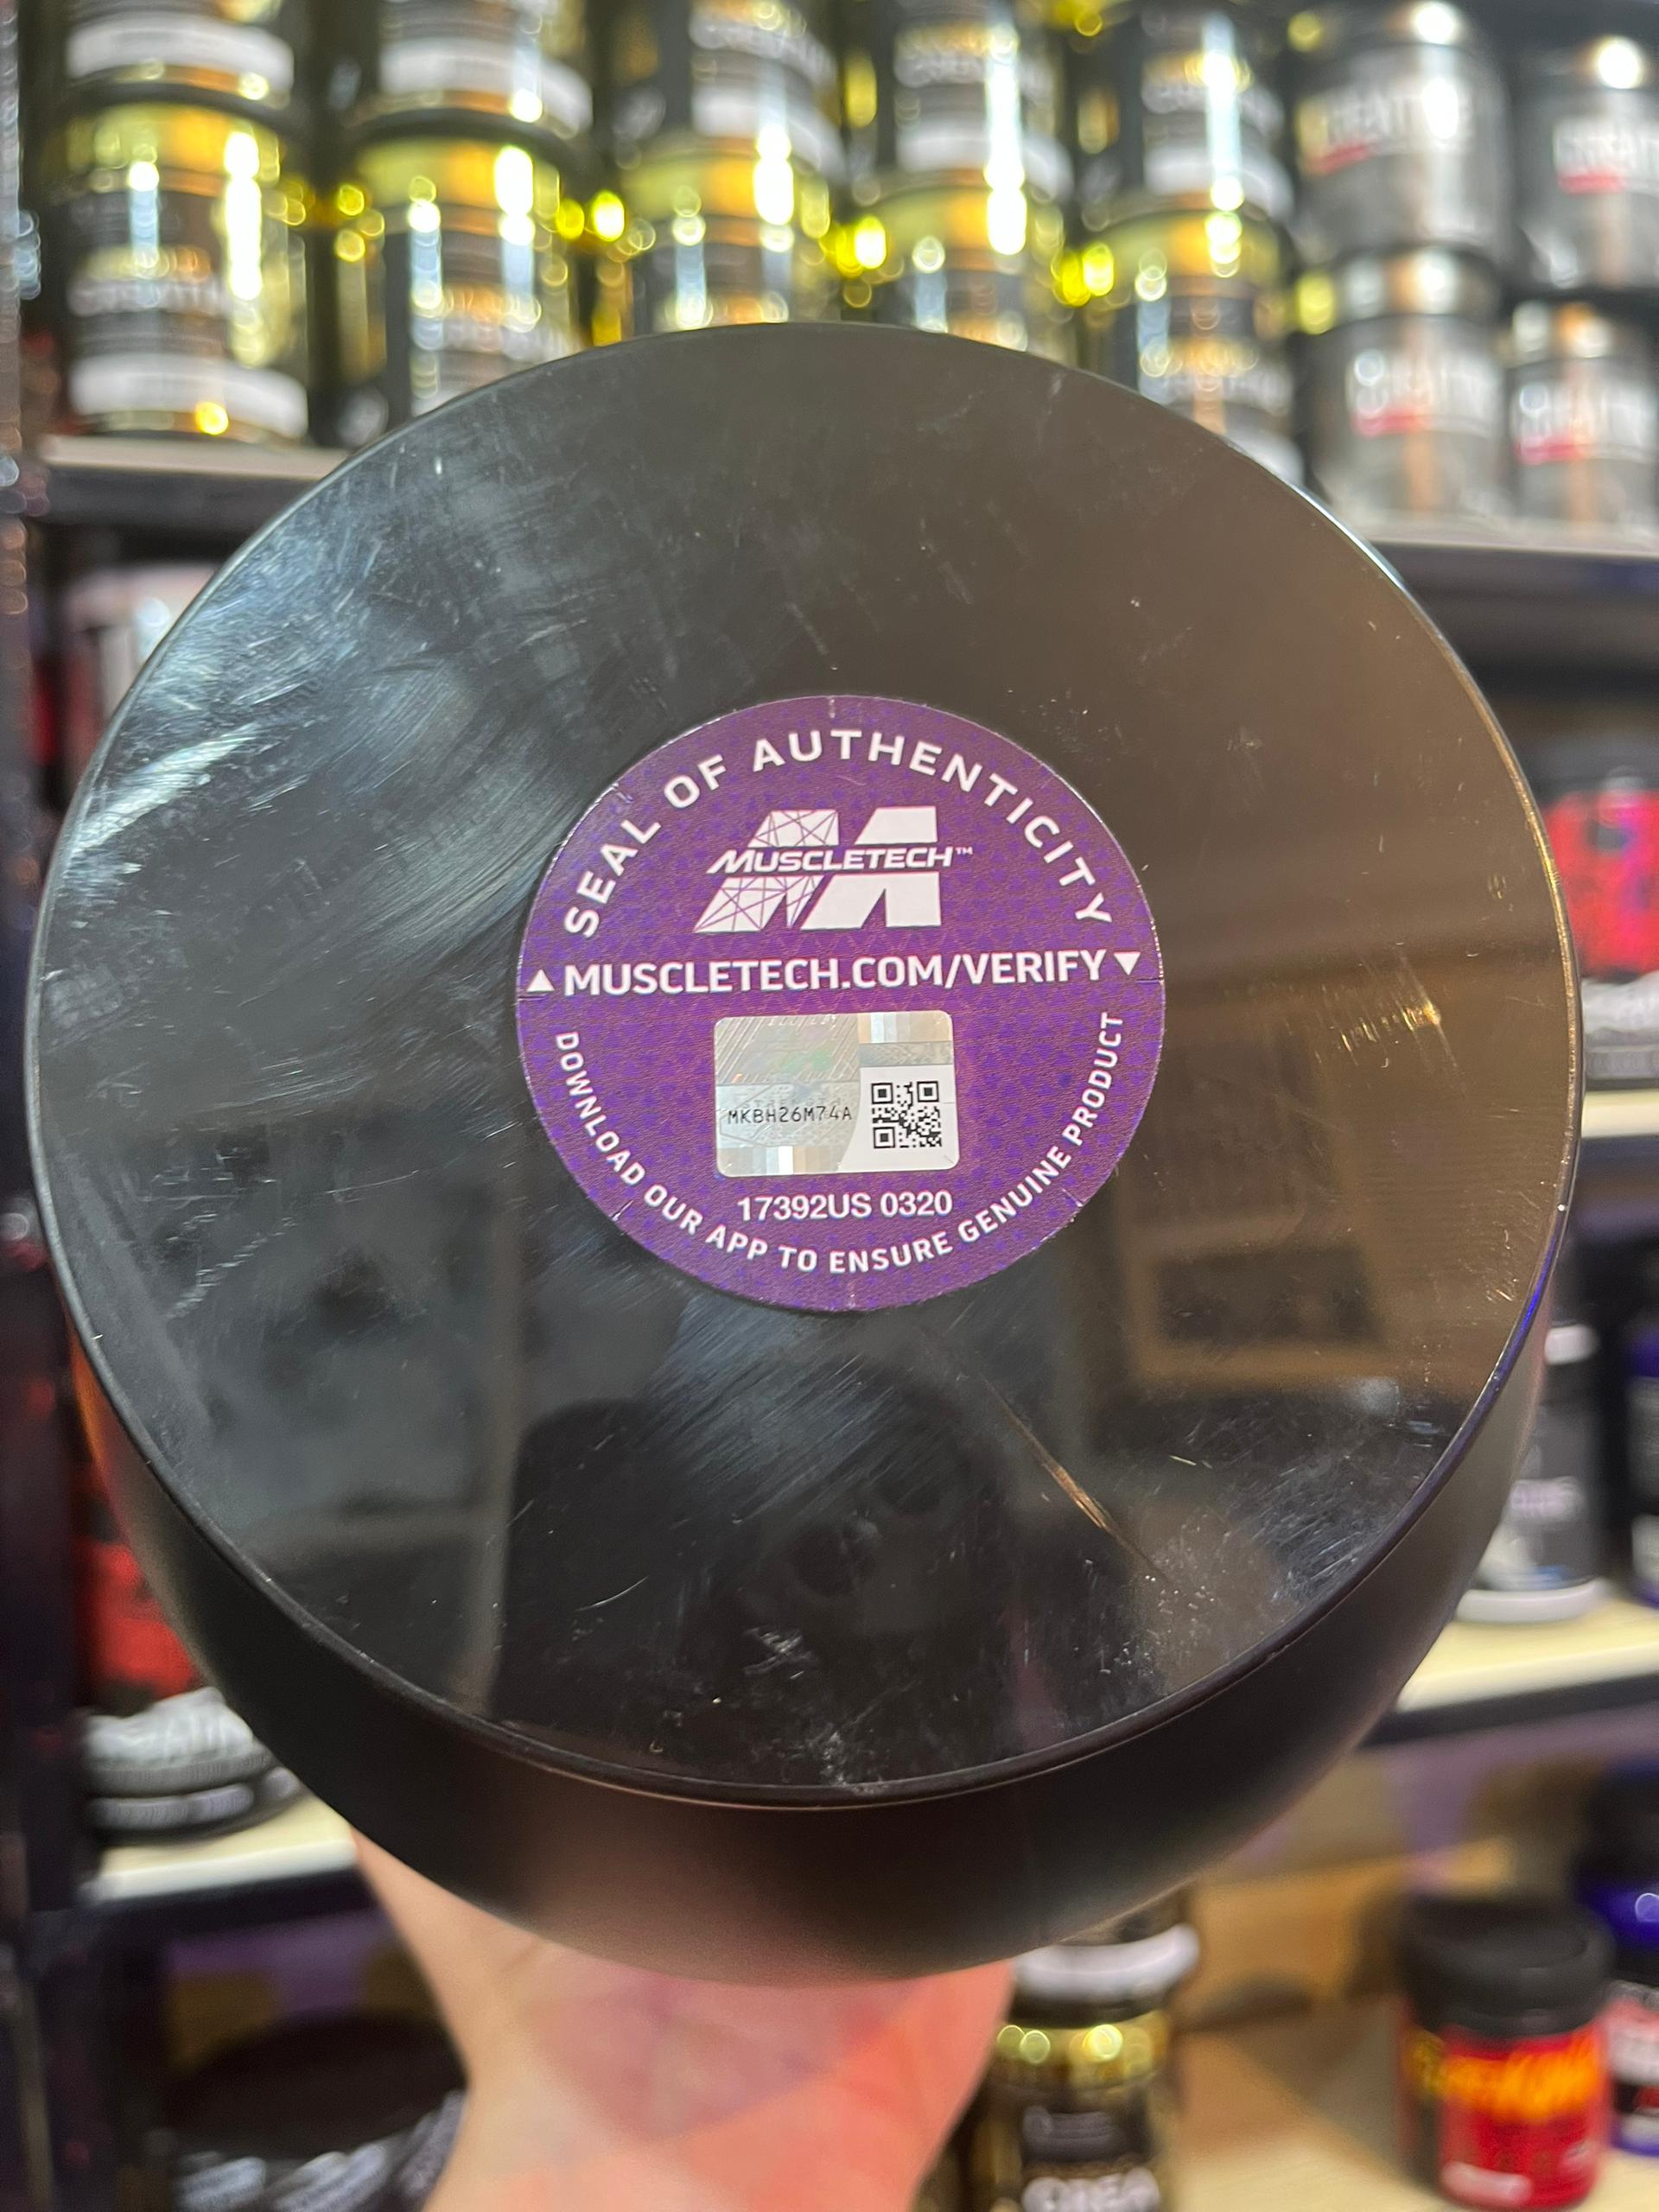 SEAL OF AUTHENTICITY
MUSCLETECH™
▲MUSCLETECH.COM/VERIFY▼
MKBH26M74A
17392US 0320
DOWNLOAD OUR APP TO ENSURE GENUINE PRODUCT